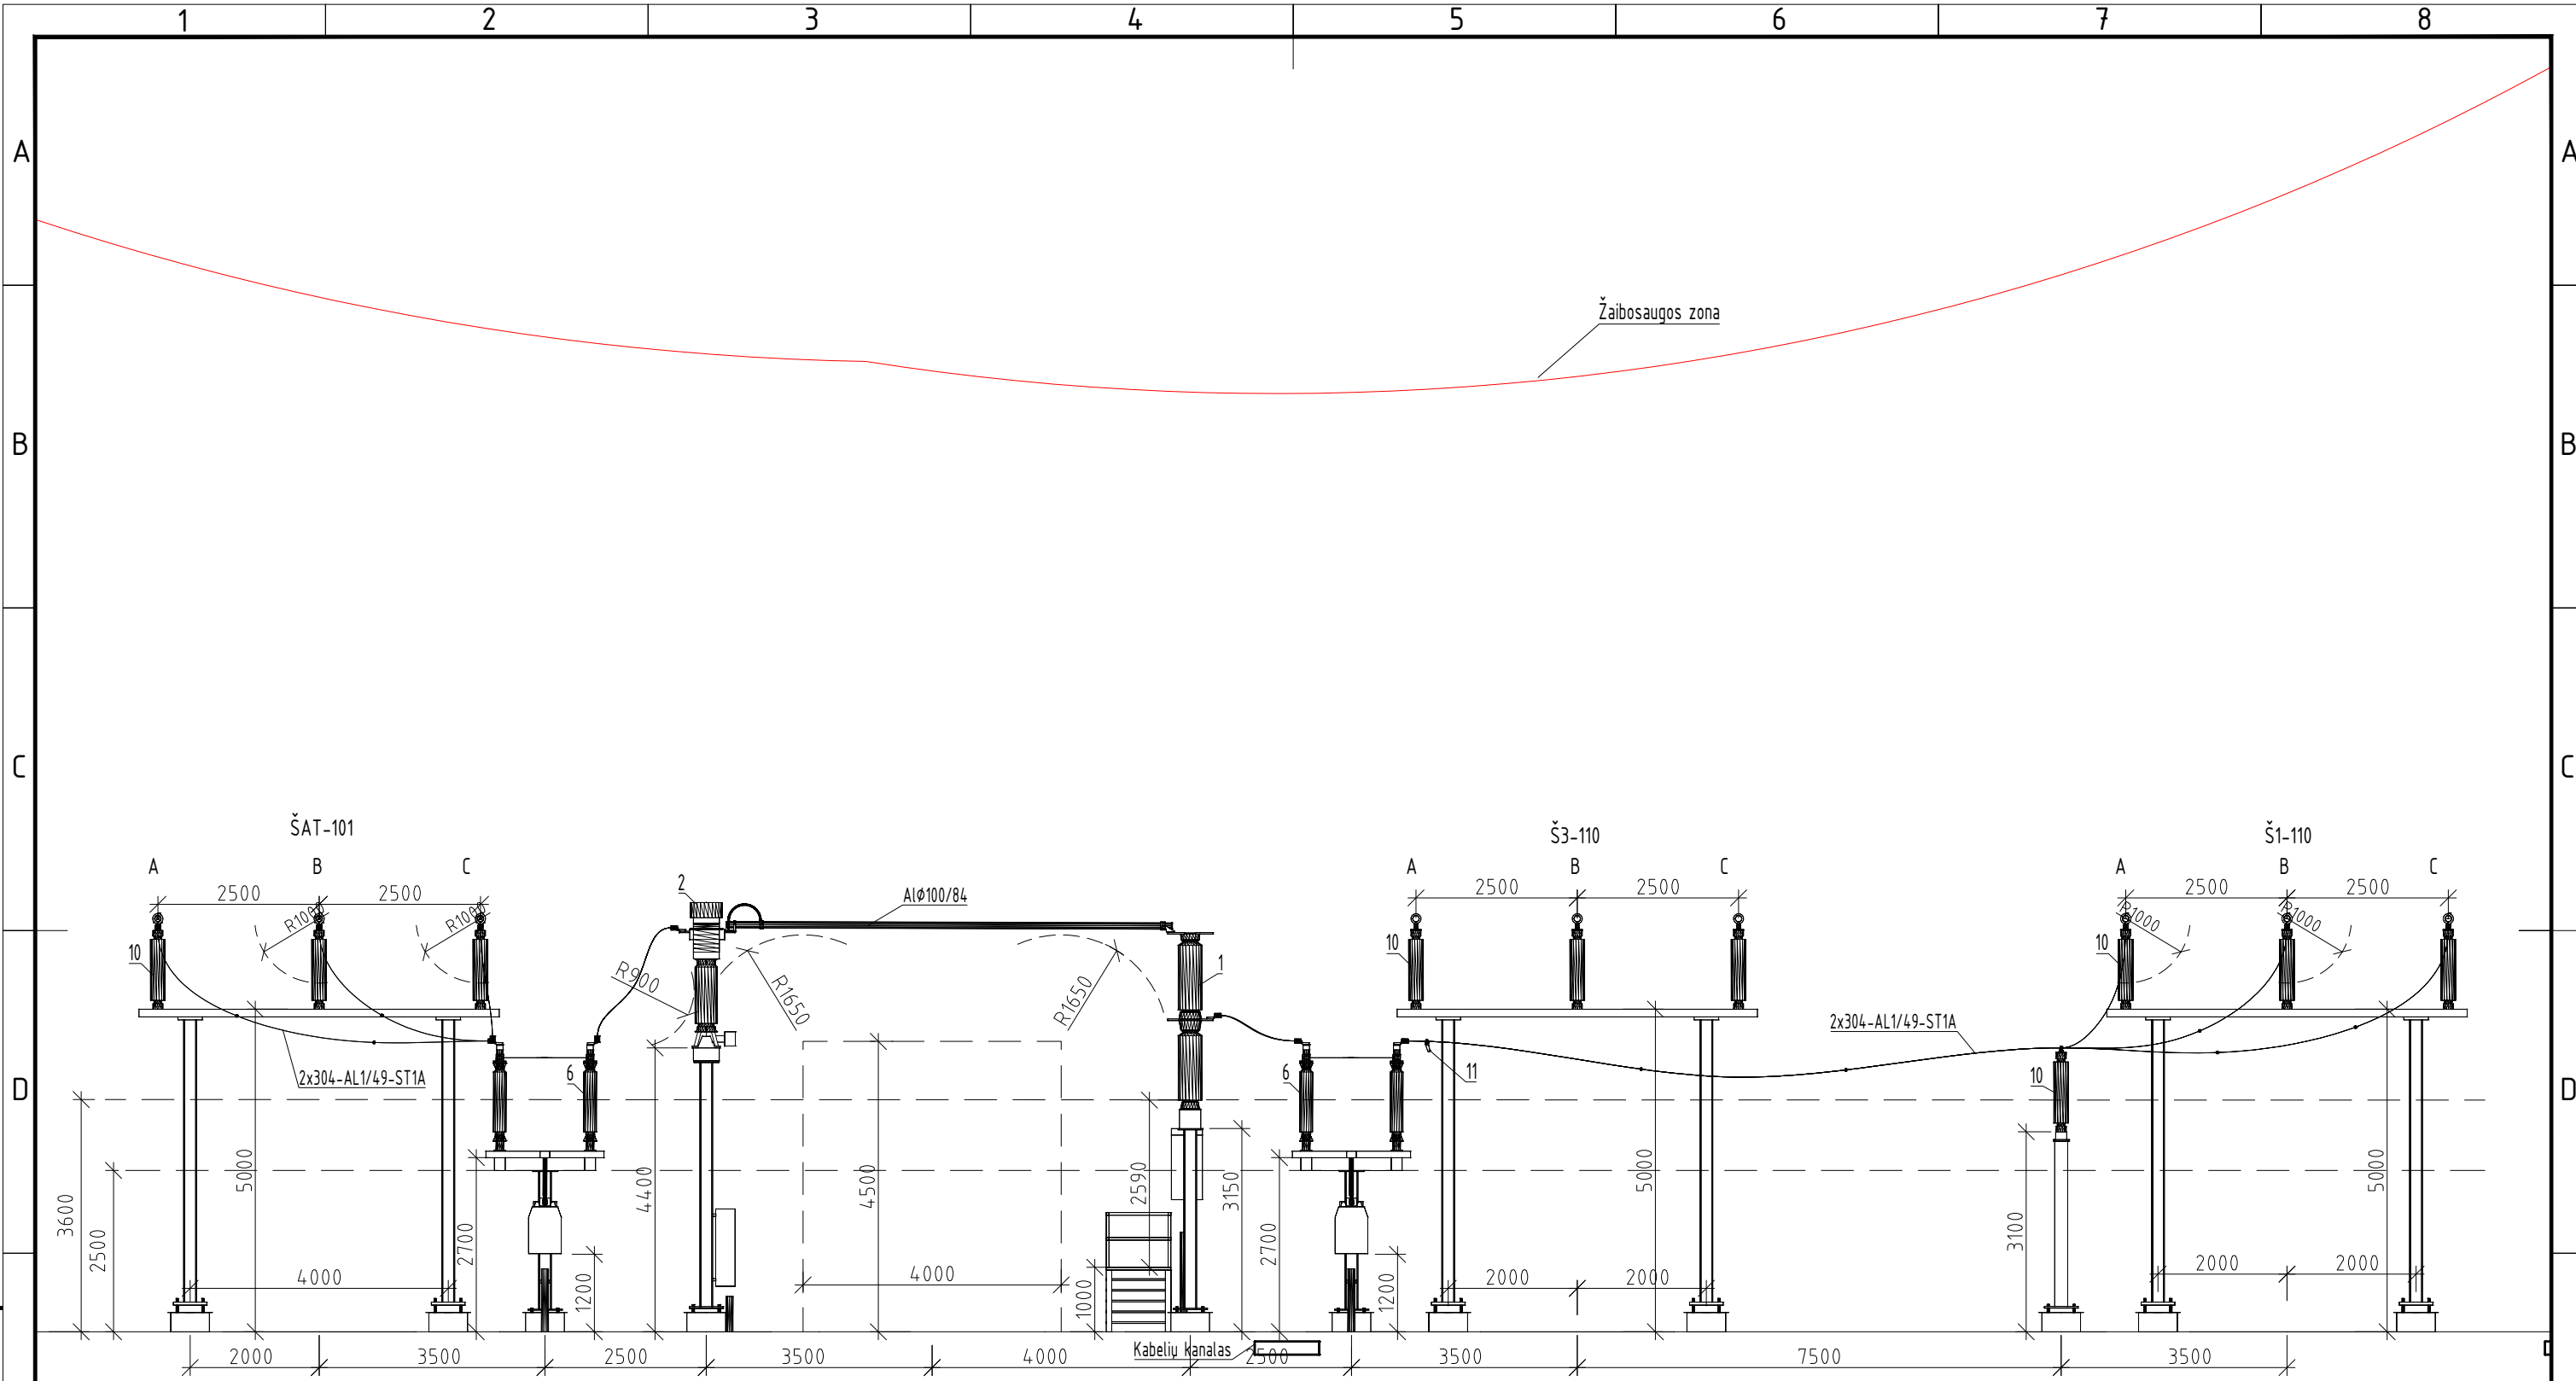 1 2 3 4 5 6 7 8
A A
Žaibosaugos zona
B B
C C
ŠAT-101 Š3-110 Š1-110
A B C A B C A B C
2500 2500 2500 2500 2500 2500
2 AlØ100/84
R1000 R1000 R1000 R1000
10 10 10
1
R900 R1650 R1650
2x304-AL1/49-ST1A
2x304-AL1/49-ST1A
6 6 11 10
D D
3600 2500 5000 2700 1200 4400 4500 2590 1000 3150 2700 1200 5000 3100 5000
4000 4000 2000 2000 2000 2000
Kabelių kanalas
2000 3500 2500 3500 4000 2500 3500 7500 3500